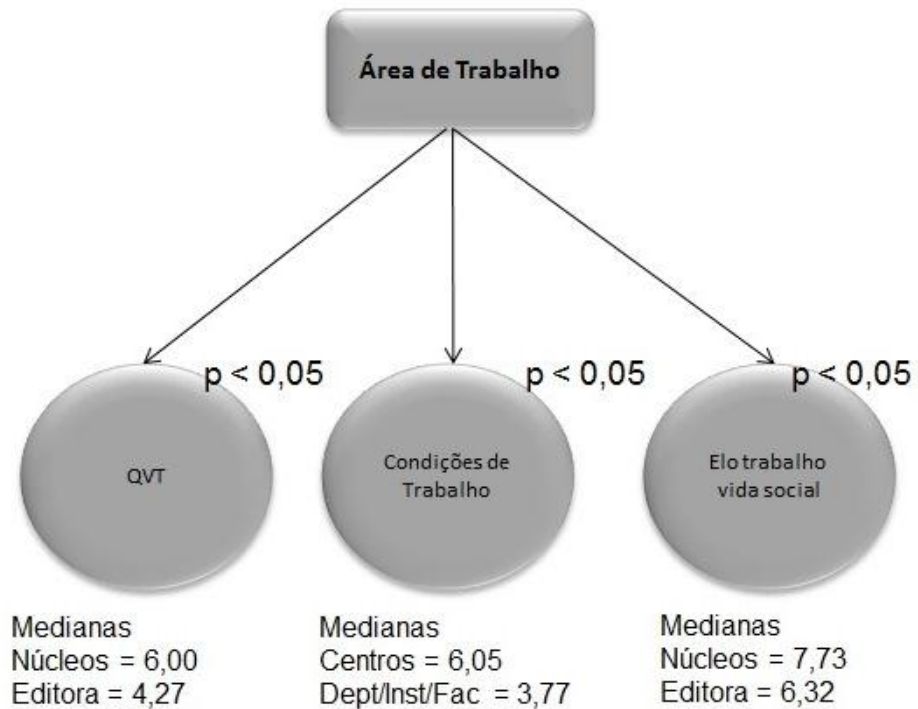 Área de Trabalho
p < 0,05
QVT
Medianas
Núcleos = 6,00
Editora = 4,27
p < 0,05
Condições de
Trabalho
Medianas
Centros = 6,05
Dept/Inst/Fac = 3,77
p < 0,05
Elo trabalho
vida social
Medianas
Núcleos = 7,73
Editora = 6,32